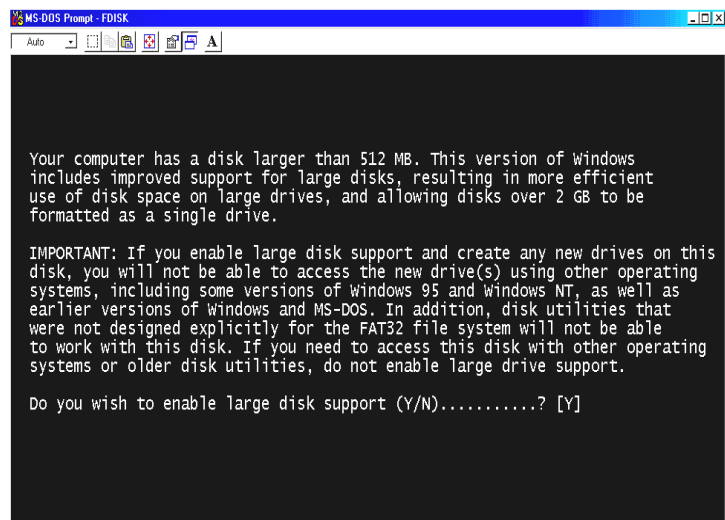 MS-DOS Prompt - FDISK
Auto
A
Your computer has a disk larger than 512 MB. This version of Windows
includes improved support for large disks, resulting in more efficient
use of disk space on large drives, and allowing disks over 2 GB to be
formatted as a single drive.
IMPORTANT: If you enable large disk support and create any new drives on this
disk, you will not be able to access the new drive(s) using other operating
systems, including some versions of Windows 95 and Windows NT, as well as
earlier versions of Windows and MS-DOS. In addition, disk utilities that
were not designed explicitly for the FAT32 file system will not be able
to work with this disk. If you need to access this disk with other operating
systems or older disk utilities, do not enable large drive support.
Do you wish to enable large disk support (Y/N)...........? [Y]